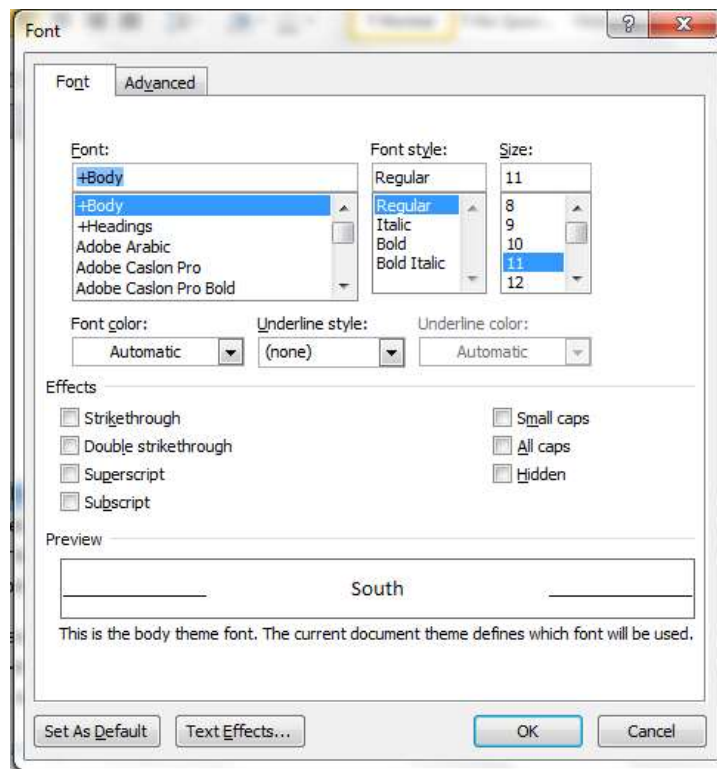 Font
?
Font Advanced
Font: Font style: Size:
+Body Regular 11
+Body Regular 8
+Headings Italic 9
Adobe Arabic Bold 10
Adobe Caslon Pro Bold Italic 11
Adobe Caslon Pro Bold 12
Font color: Underline style: Underline color:
Automatic (none) Automatic
Effects
Strikethrough Small caps
Double strikethrough All caps
Superscript Hidden
Subscript
Preview
South
This is the body theme font. The current document theme defines which font will be used.
Set As Default Text Effects... OK Cancel